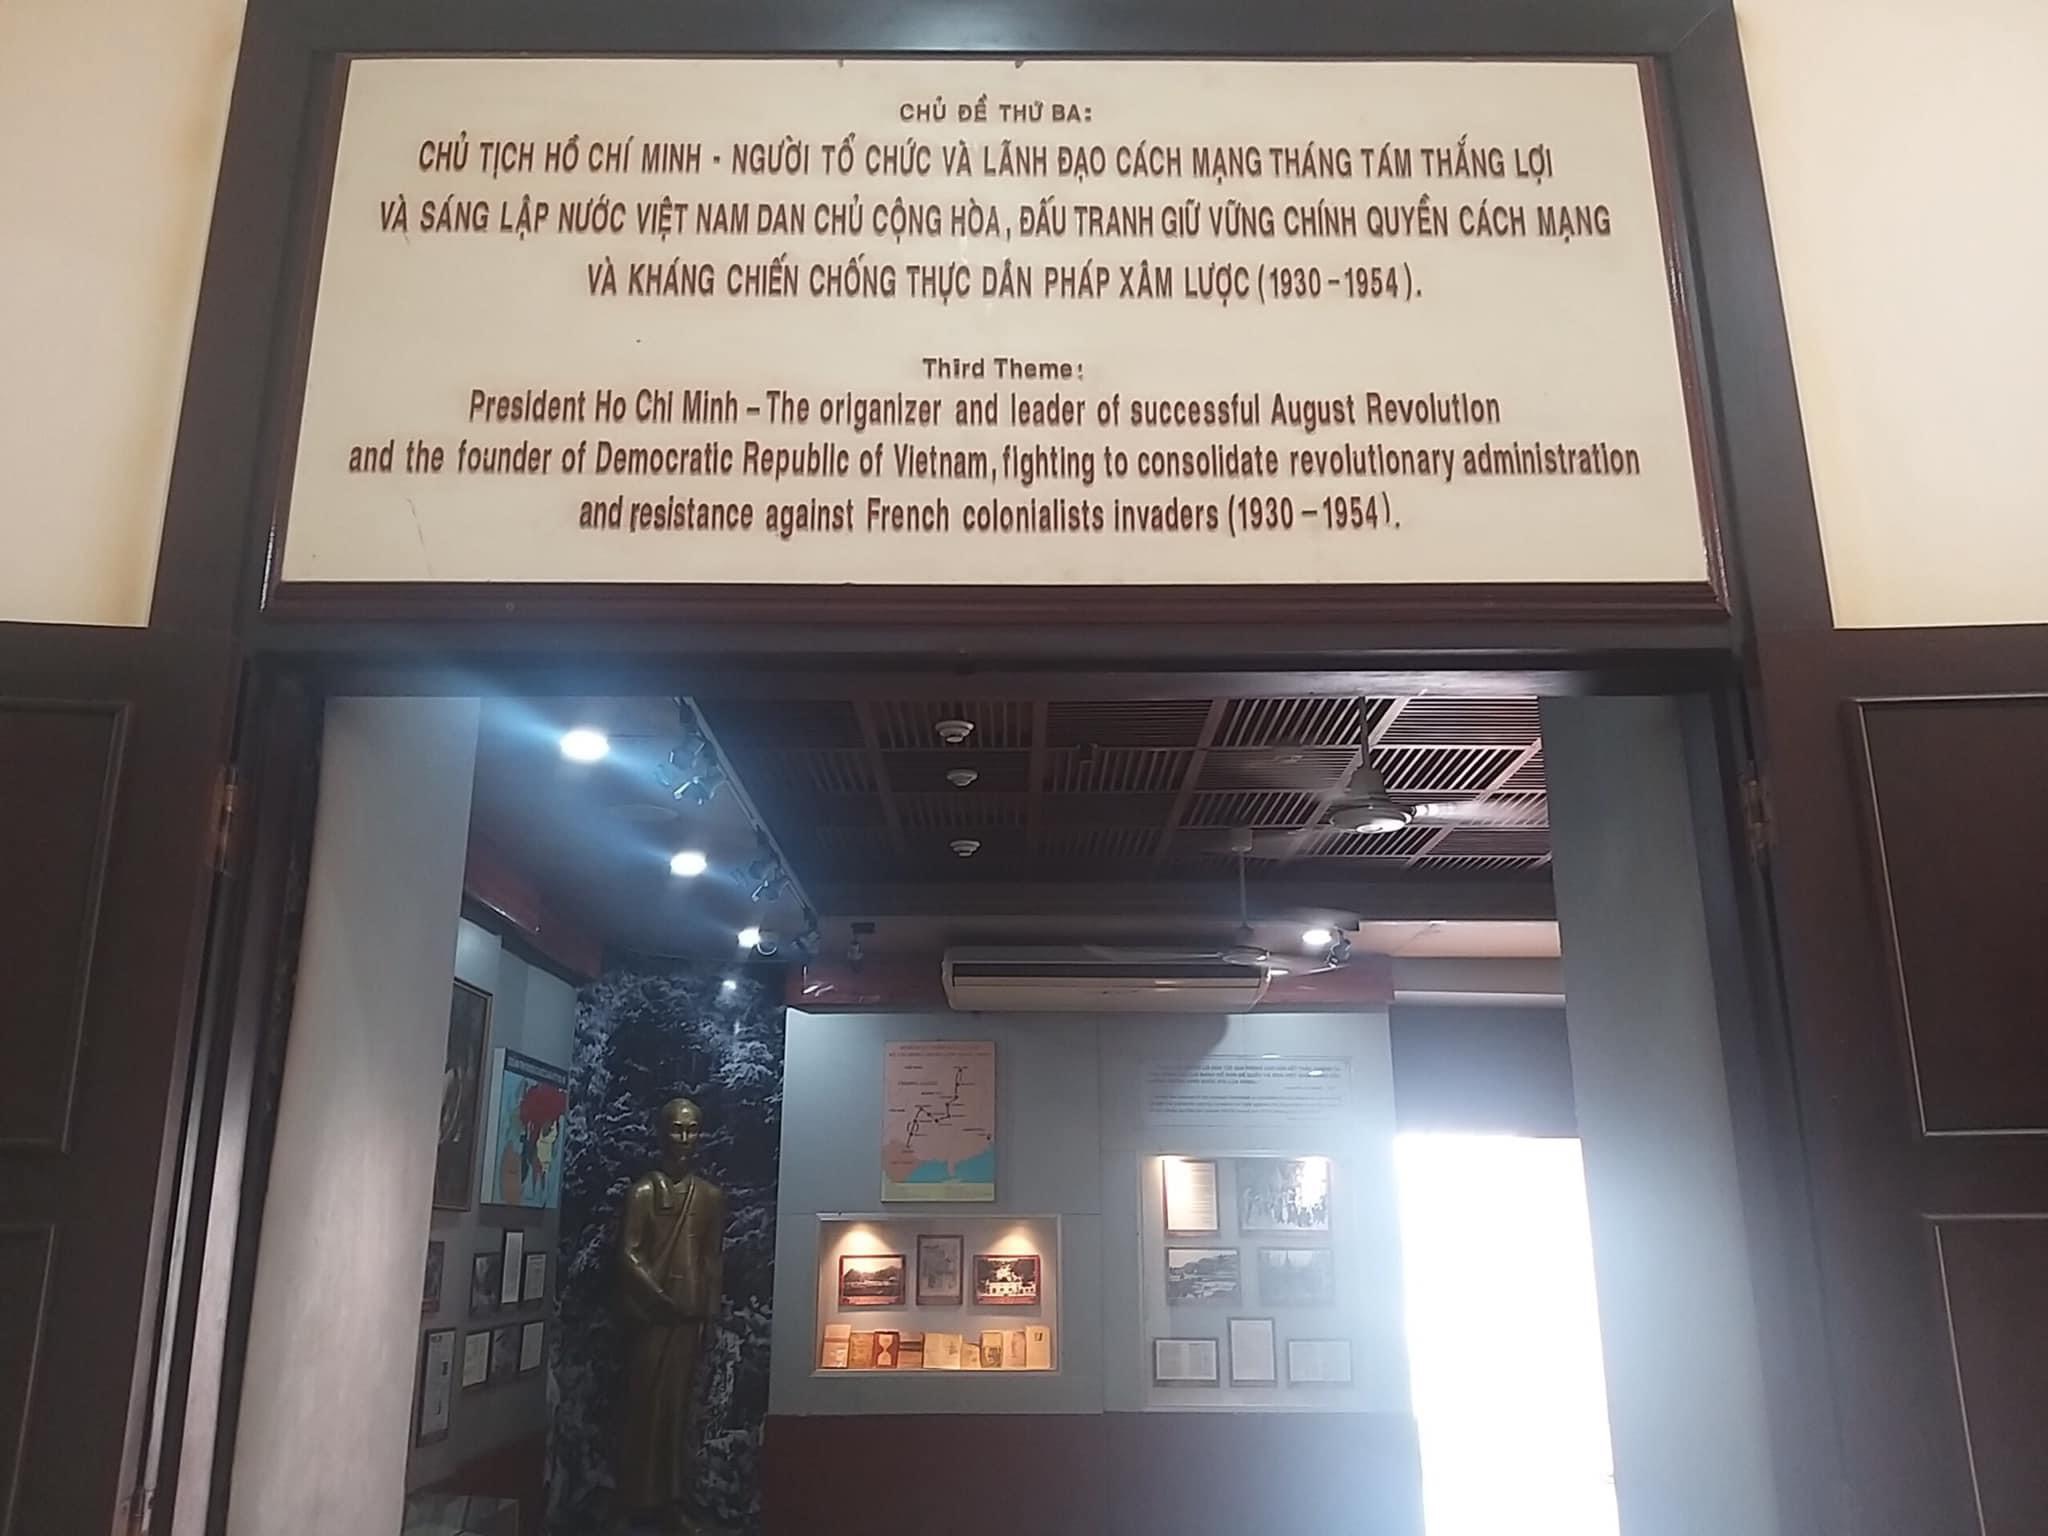 CHỦ ĐỀ THỨ BA:
CHỦ TỊCH HỒ CHÍ MINH - NGƯỜI TỔ CHỨC VÀ LÃNH ĐẠO CÁCH MẠNG THÁNG TÁM THẮNG LỢI
VÀ SÁNG LẬP NƯỚC VIỆT NAM DAN CHỦ CỘNG HÒA, ĐẤU TRANH GIỮ VỮNG CHÍNH QUYỀN CÁCH MẠNG
VÀ KHÁNG CHIẾN CHỐNG THỰC DÂN PHÁP XÂM LƯỢC (1930-1954).
Third Theme:
President Ho Chi Minh – The origanizer and leader of successful August Revolution
and the founder of Democratic Republic of Vietnam, fighting to consolidate revolutionary administration
and resistance against French colonialists invaders (1930 – 1954).